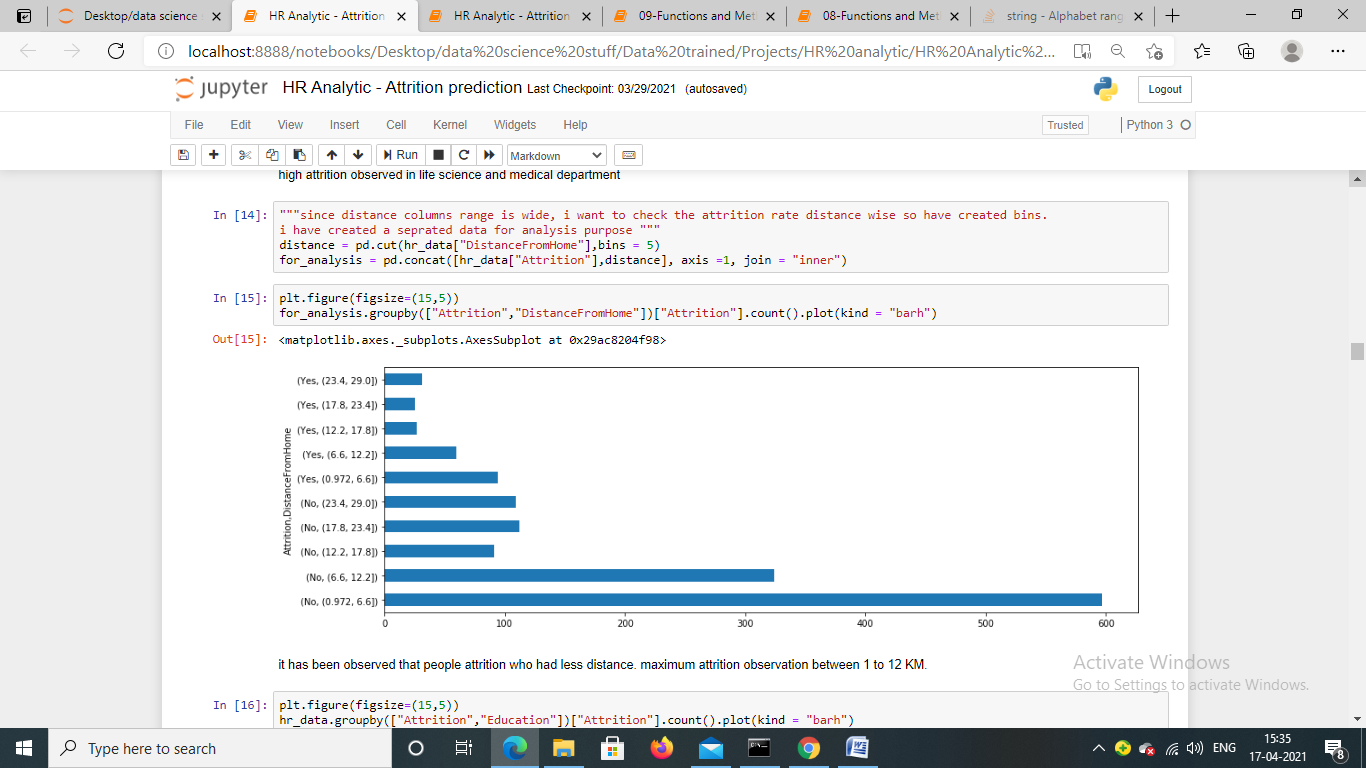 Desktop/data science
HR Analytic - Attrition
HR Analytic - Attrition
09-Functions and Met
08-Functions and Met
string - Alphabet rang
localhost:8888/notebooks/Desktop/data%20science%20stuff/Data%20trained/Projects/HR%20analytic/HR%20Analytic%2...
jupyter HR Analytic - Attrition prediction Last Checkpoint: 03/29/2021 (autosaved)
Logout
File Edit View Insert Cell Kernel Widgets Help
Trusted
Python 3
Run
Markdown
high attrition observed in life science and medical department
In [14]: """since distance columns range is wide, i want to check the attrition rate distance wise so have created bins.
i have created a seprated data for analysis purpose """
distance = pd.cut(hr_data["DistanceFromHome"],bins = 5)
for_analysis = pd.concat([hr_data["Attrition"],distance], axis =1, join = "inner")
In [15]: plt.figure(figsize=(15,5))
for_analysis.groupby(["Attrition","DistanceFromHome"])["Attrition"].count().plot(kind = "barh")
Out[15]: <matplotlib.axes._subplots.AxesSubplot at 0x29ac8204f98>
Attrition,DistanceFromHome
(Yes, (23.4, 29.0])
(Yes, (17.8, 23.4])
(Yes, (12.2, 17.8])
(Yes, (6.6, 12.2])
(Yes, (0.972, 6.6])
(No, (23.4, 29.0])
(No, (17.8, 23.4])
(No, (12.2, 17.8])
(No, (6.6, 12.2])
(No, (0.972, 6.6])
0 100 200 300 400 500 600
it has been observed that people attrition who had less distance. maximum attrition observation between 1 to 12 KM.
Activate Windows
Go to Settings to activate Windows.
In [16]: plt.figure(figsize=(15,5))
hr_data.groupby(["Attrition","Education"])["Attrition"].count().plot(kind = "barh")
Type here to search
ENG
15:35
17-04-2021
8